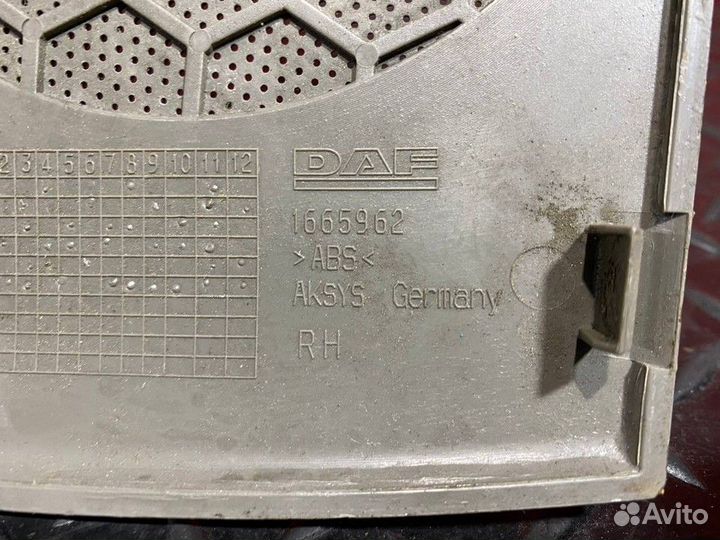 2 3 4 5 6 7 8 9 10 11 12
DAF
1665962
>ABS<
AKSYS Germany
RH
Avito